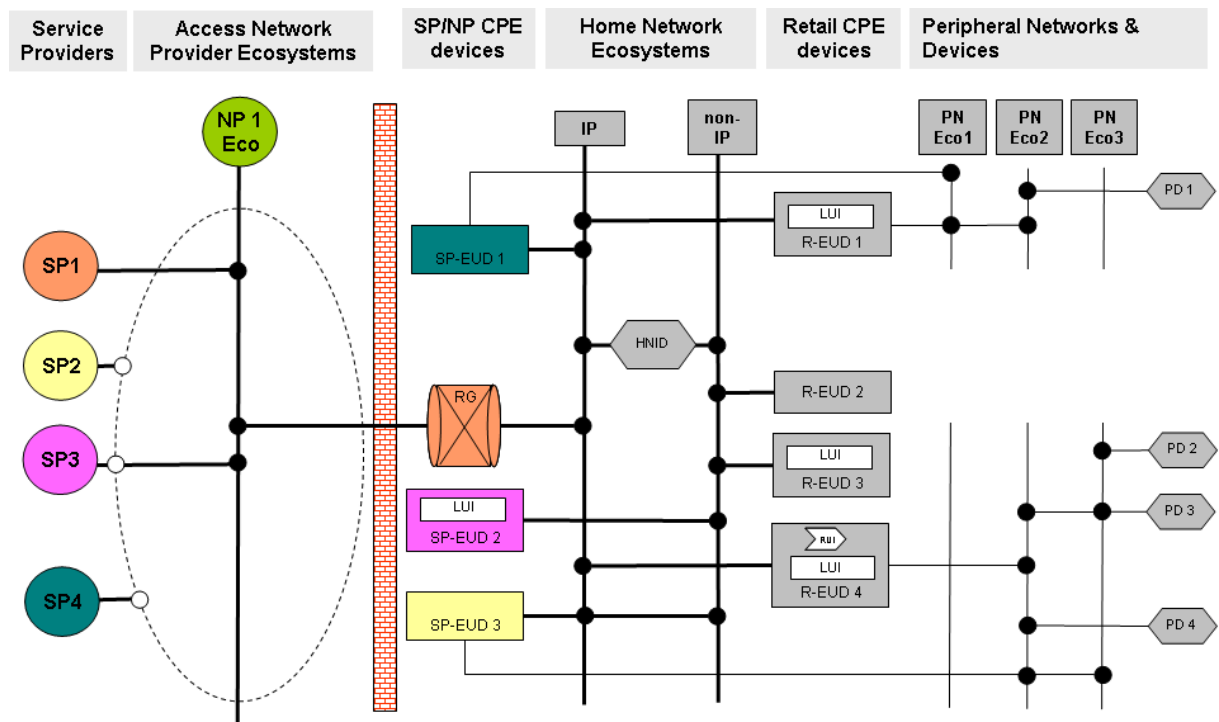 Service
Providers
Access Network
Provider Ecosystems
SP/NP CPE
devices
Home Network
Ecosystems
Retail CPE
devices
Peripheral Networks &
Devices
NP 1
Eco
IP
non-
IP
PN
Eco1
PN
Eco2
PN
Eco3
PD 1
LUI
R-EUD 1
SP-EUD 1
SP1
HNID
SP2
RG
R-EUD 2
SP3
LUI
R-EUD 3
PD 2
LUI
SP-EUD 2
PD 3
RUI
LUI
R-EUD 4
SP4
SP-EUD 3
PD 4